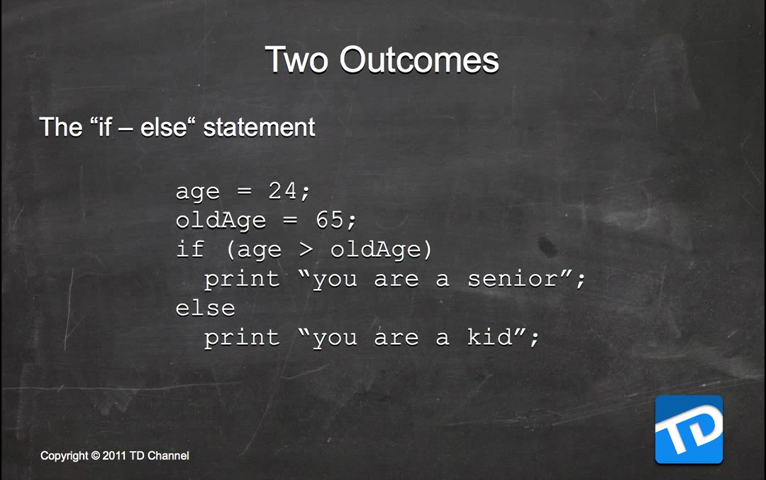 Two Outcomes
The “if – else“ statement
age = 24;
oldAge = 65;
if (age > oldAge)
print “you are a senior”;
else
print “you are a kid”;
TD
Copyright © 2011 TD Channel